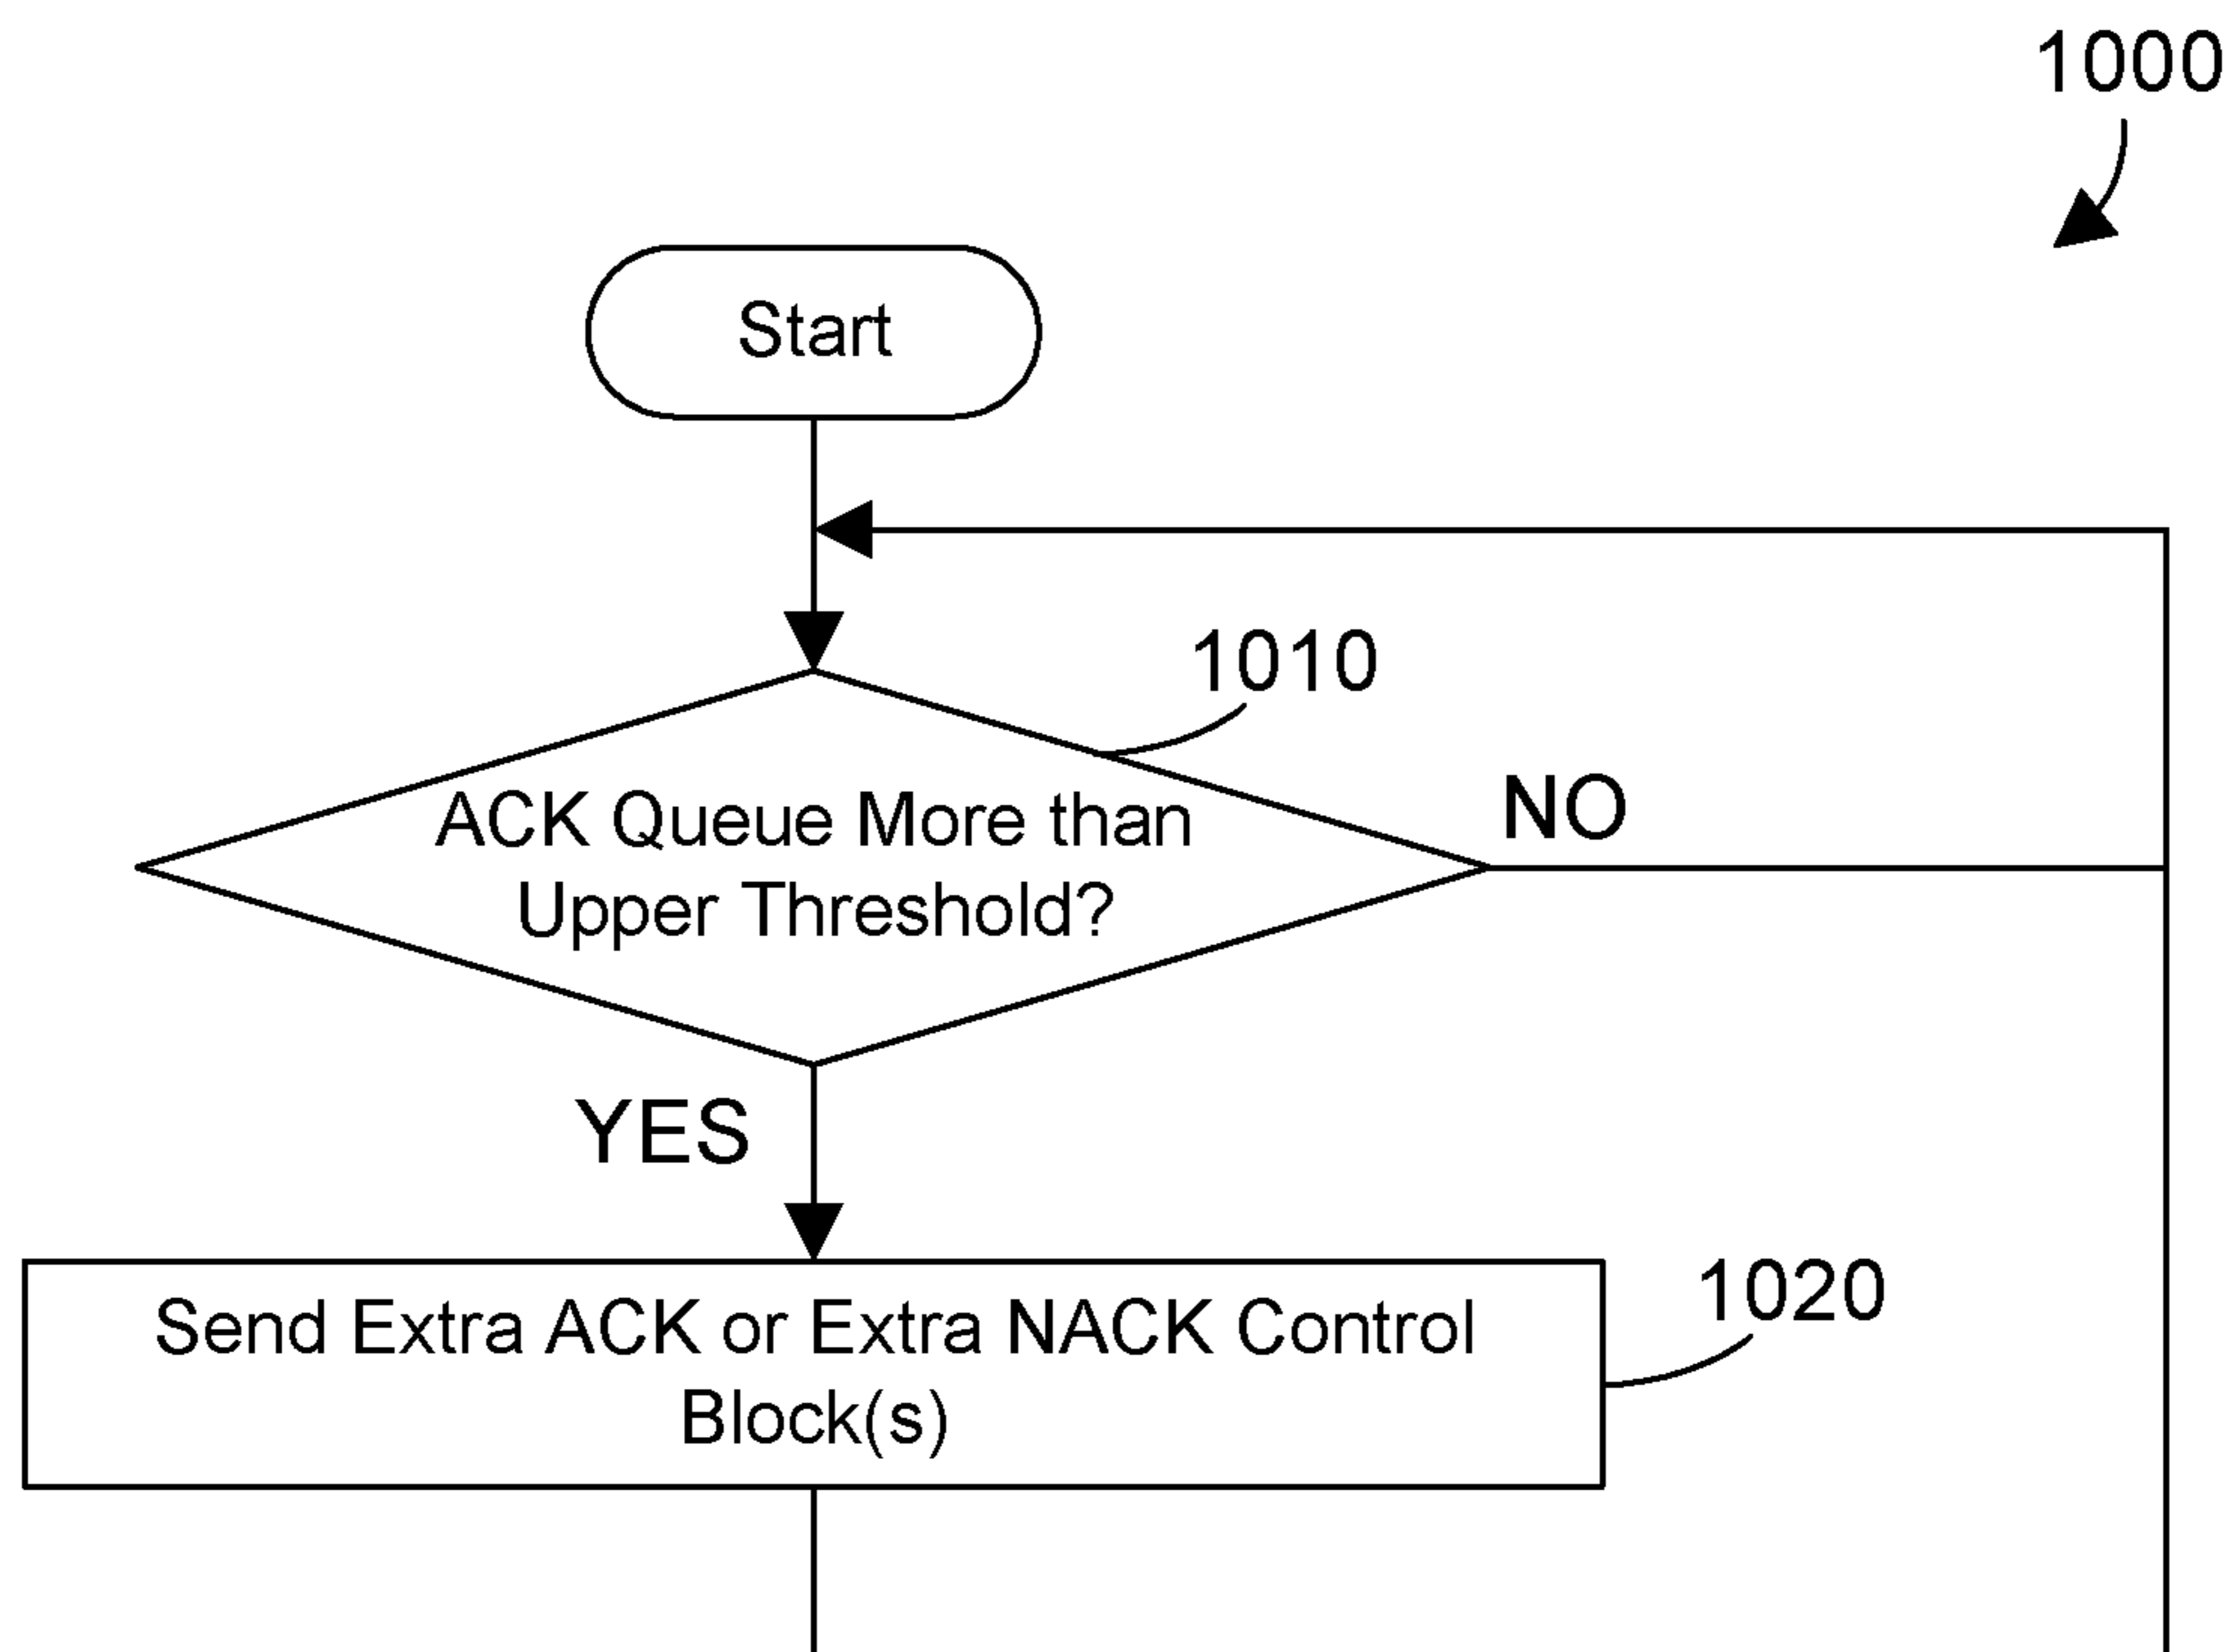 1000
Start
1010
ACK Queue More than
Upper Threshold?
NO
YES
Send Extra ACK or Extra NACK Control
Block(s)
1020